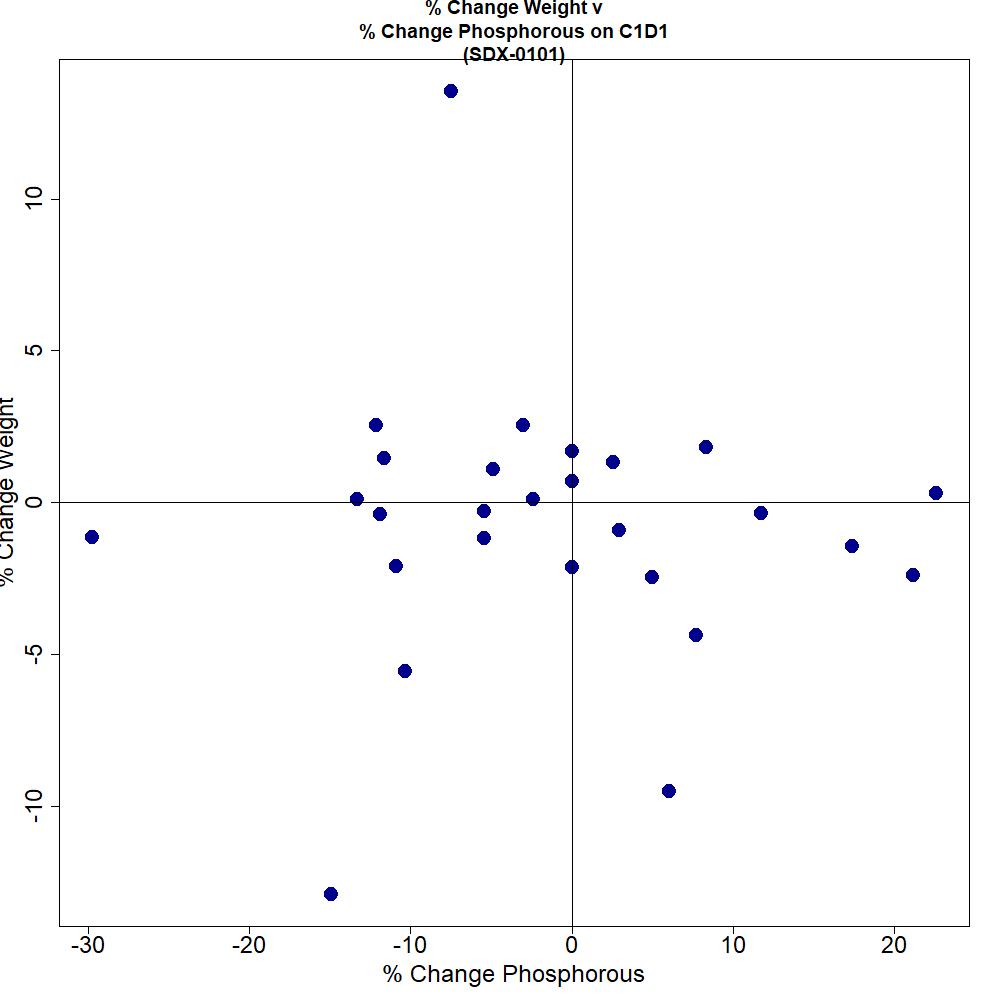 % Change Weight v
% Change Phosphorous on C1D1
(SDX-0101)
% Change Weight
10
5
0
-5
-10
-30
-20
-10
0
10
20
% Change Phosphorous